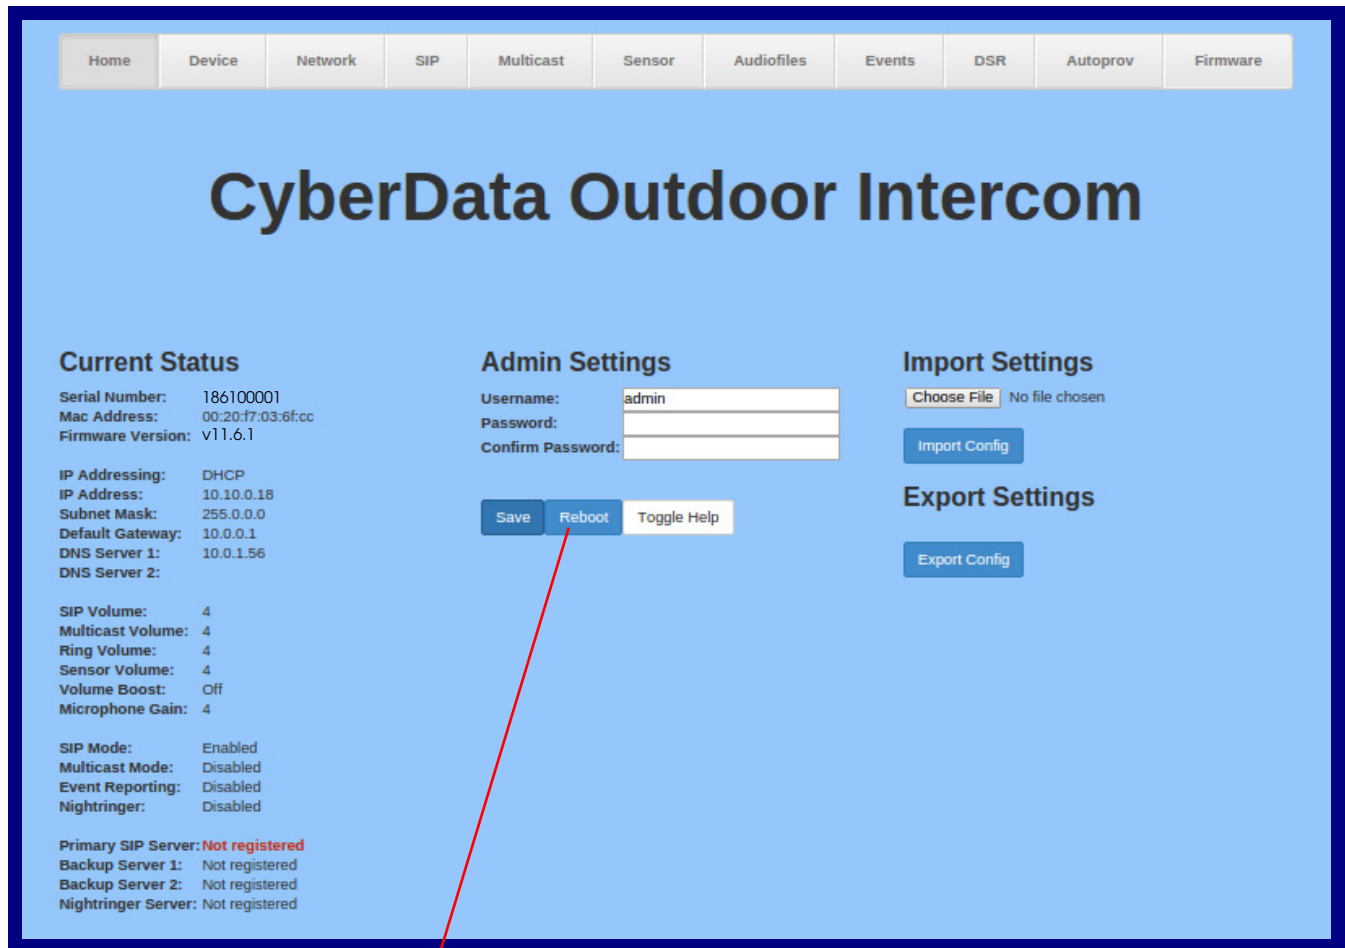 Home Device Network SIP Multicast Sensor Audiofiles Events DSR Autoprov Firmware
CyberData Outdoor Intercom
Current Status
Serial Number: 186100001
Mac Address: 00:20:f7:03:6f:cc
Firmware Version: v11.6.1
IP Addressing: DHCP
IP Address: 10.10.0.18
Subnet Mask: 255.0.0.0
Default Gateway: 10.0.0.1
DNS Server 1: 10.0.1.56
DNS Server 2:
SIP Volume: 4
Multicast Volume: 4
Ring Volume: 4
Sensor Volume: 4
Volume Boost: Off
Microphone Gain: 4
SIP Mode: Enabled
Multicast Mode: Disabled
Event Reporting: Disabled
Nightringer: Disabled
Primary SIP Server: Not registered
Backup Server 1: Not registered
Backup Server 2: Not registered
Nightringer Server: Not registered
Admin Settings
Username: admin
Password:
Confirm Password:
Save Reboot Toggle Help
Import Settings
Choose File No file chosen
Import Config
Export Settings
Export Config